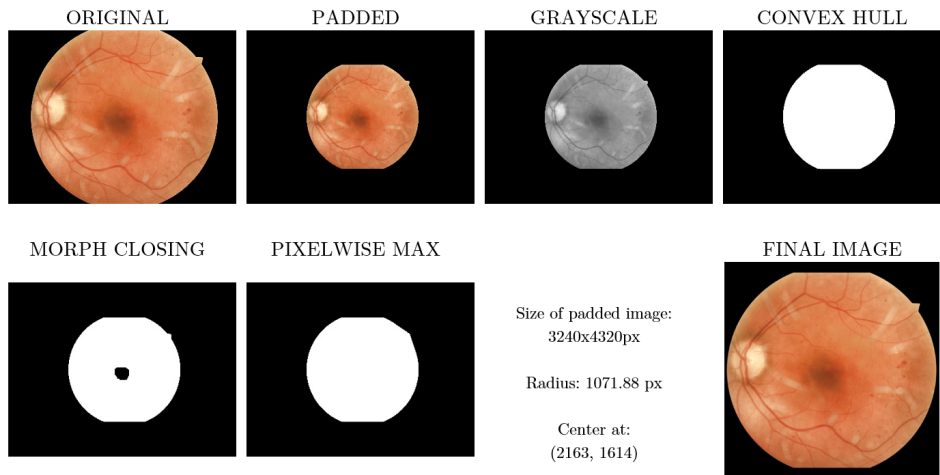 ORIGINAL
PADDED
GRAYSCALE
CONVEX HULL
MORPH CLOSING
PIXELWISE MAX
FINAL IMAGE
Size of padded image:
3240x4320px
Radius: 1071.88 px
Center at:
(2163, 1614)